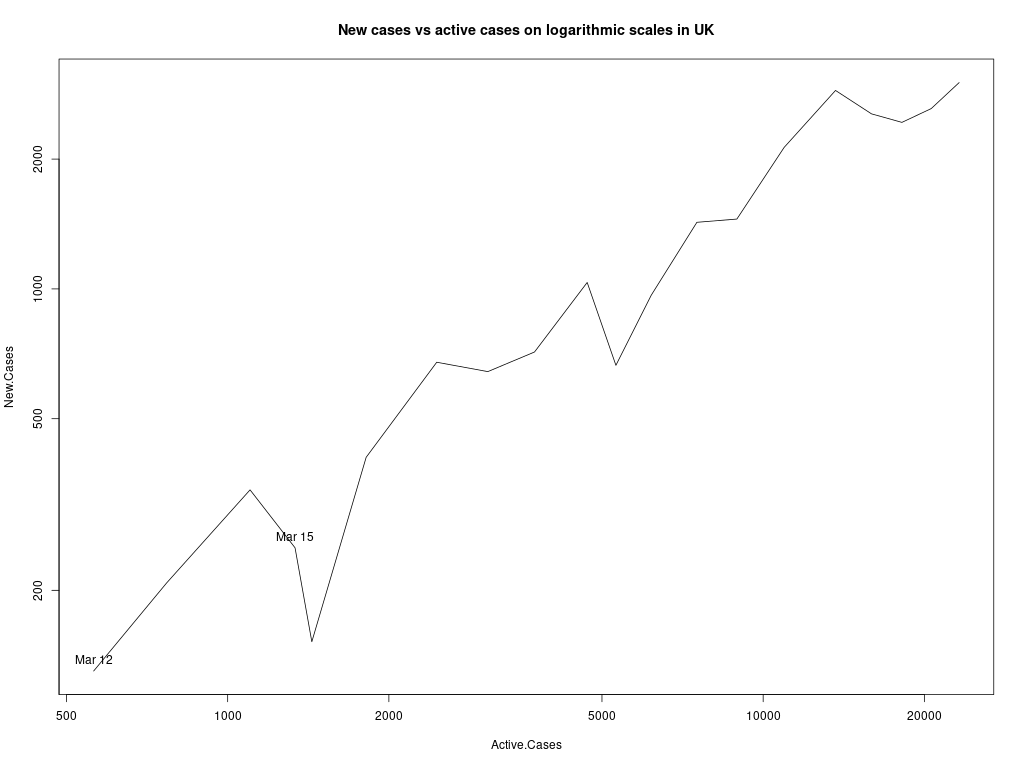 New cases vs active cases on logarithmic scales in UK
2000
1000
500
200
New.Cases
Mar 15
Mar 12
500
1000
2000
5000
10000
20000
Active.Cases